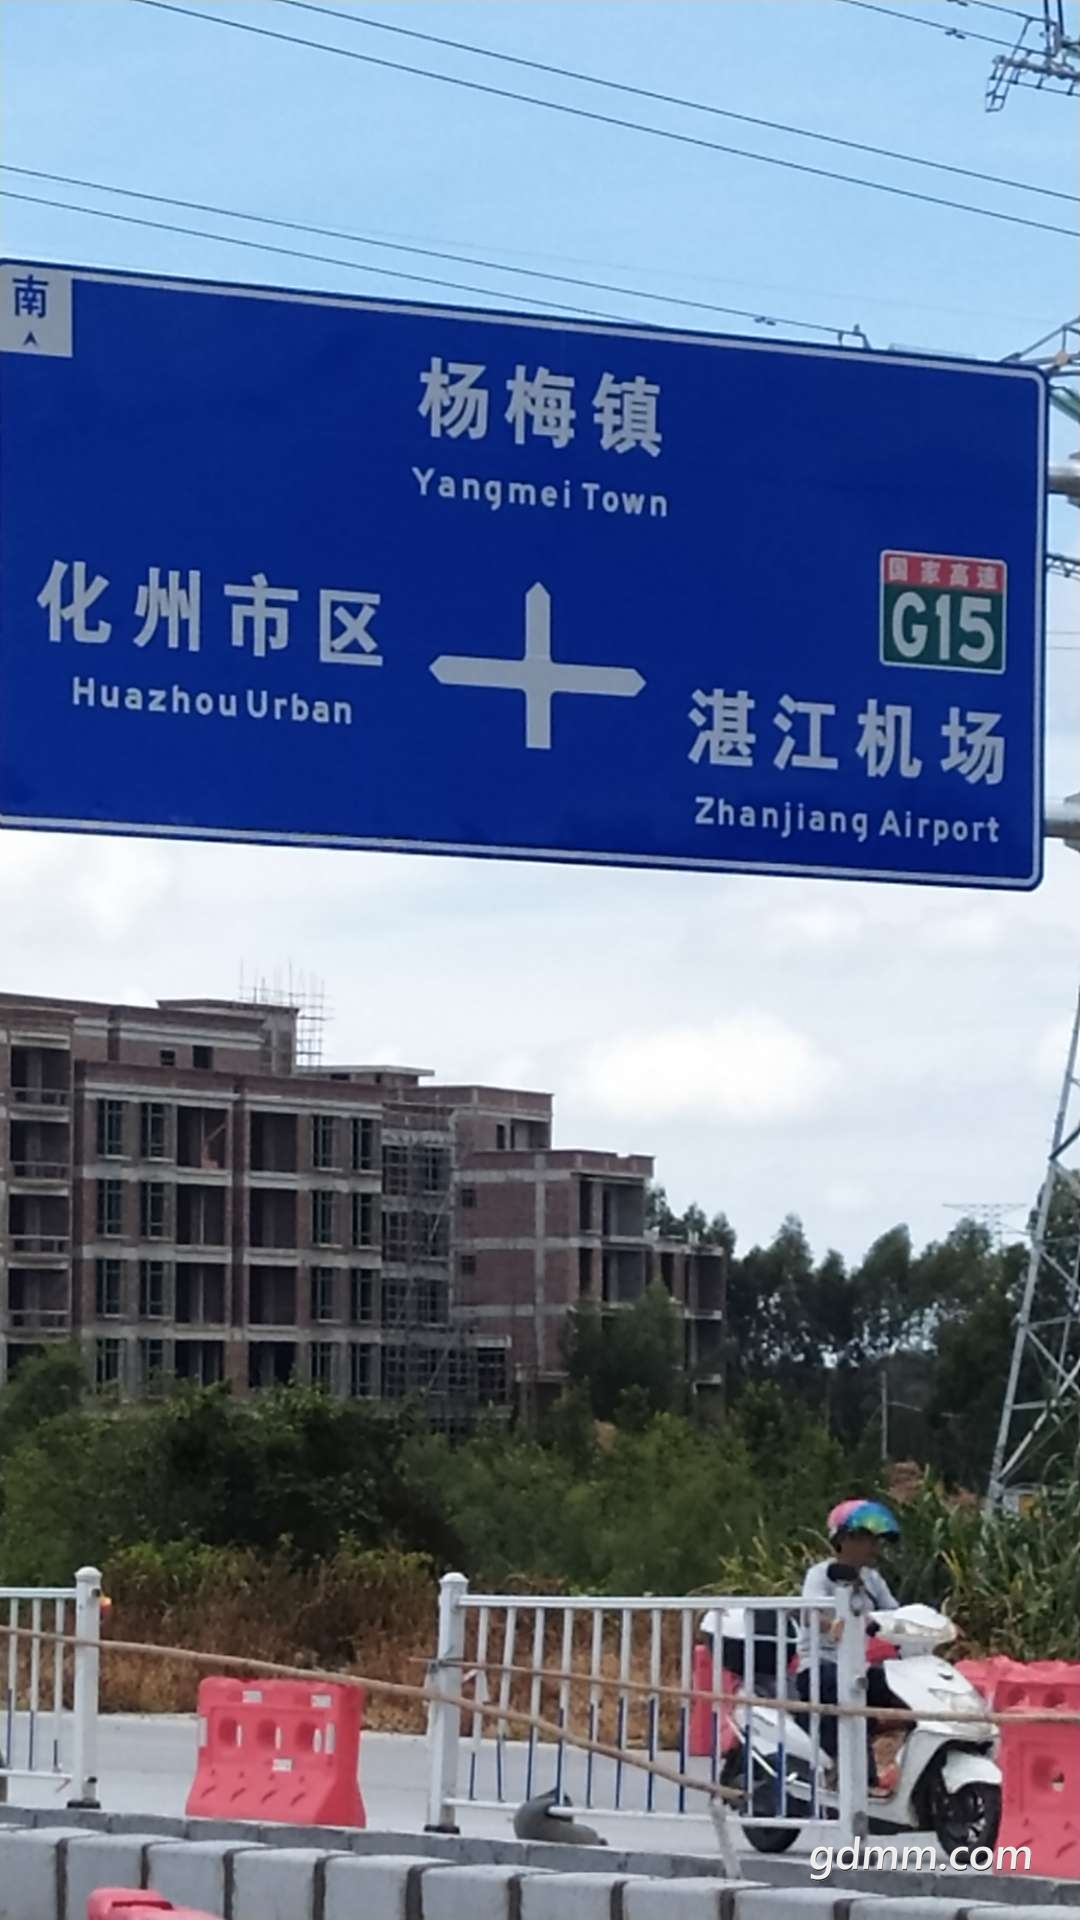 南
杨梅镇
Yangmei Town
国家高速
G15
化州市区
Huazhou Urban
湛江机场
Zhanjiang Airport
gdmm.com